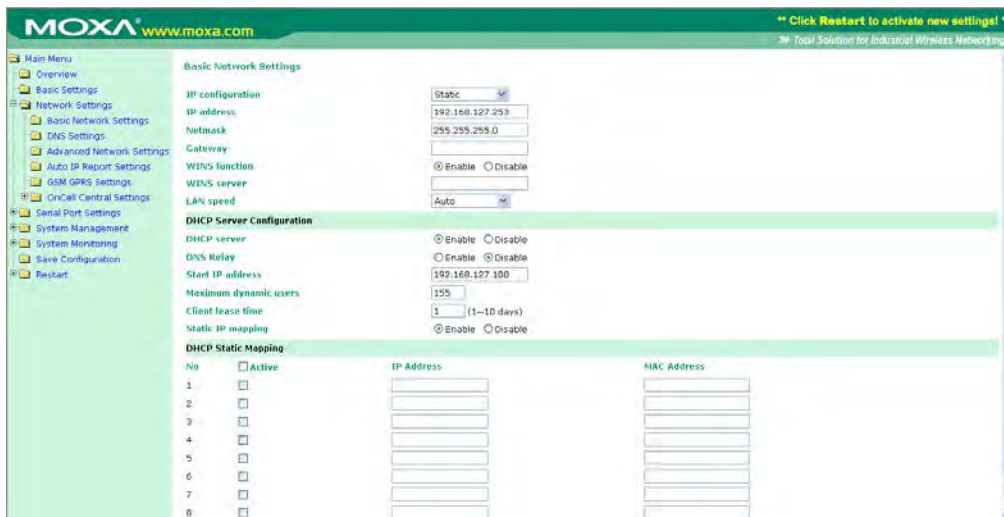 MOXA® www.moxa.com
** Click Restart to activate new settings! *
Total Solution for Industrial Wireless Networking
Main Menu
Overview
Basic Settings
Network Settings
Basic Network Settings
DNS Settings
Advanced Network Settings
Auto IP Report Settings
GSM GPRS Settings
OnCell Central Settings
Serial Port Settings
System Management
System Monitoring
Save Configuration
Restart
Basic Network Settings
IP configuration Static
IP address 192.168.127.253
Netmask 255.255.255.0
Gateway
WINS function Enable Disable
WINS server
LAN speed Auto
DHCP Server Configuration
DHCP server Enable Disable
DNS Relay Enable Disable
Start IP address 192.168.127.100
Maximum dynamic users 155
Client lease time 1 (1~10 days)
Static IP mapping Enable Disable
DHCP Static Mapping
No Active IP Address MAC Address
1
2
3
4
5
6
7
8